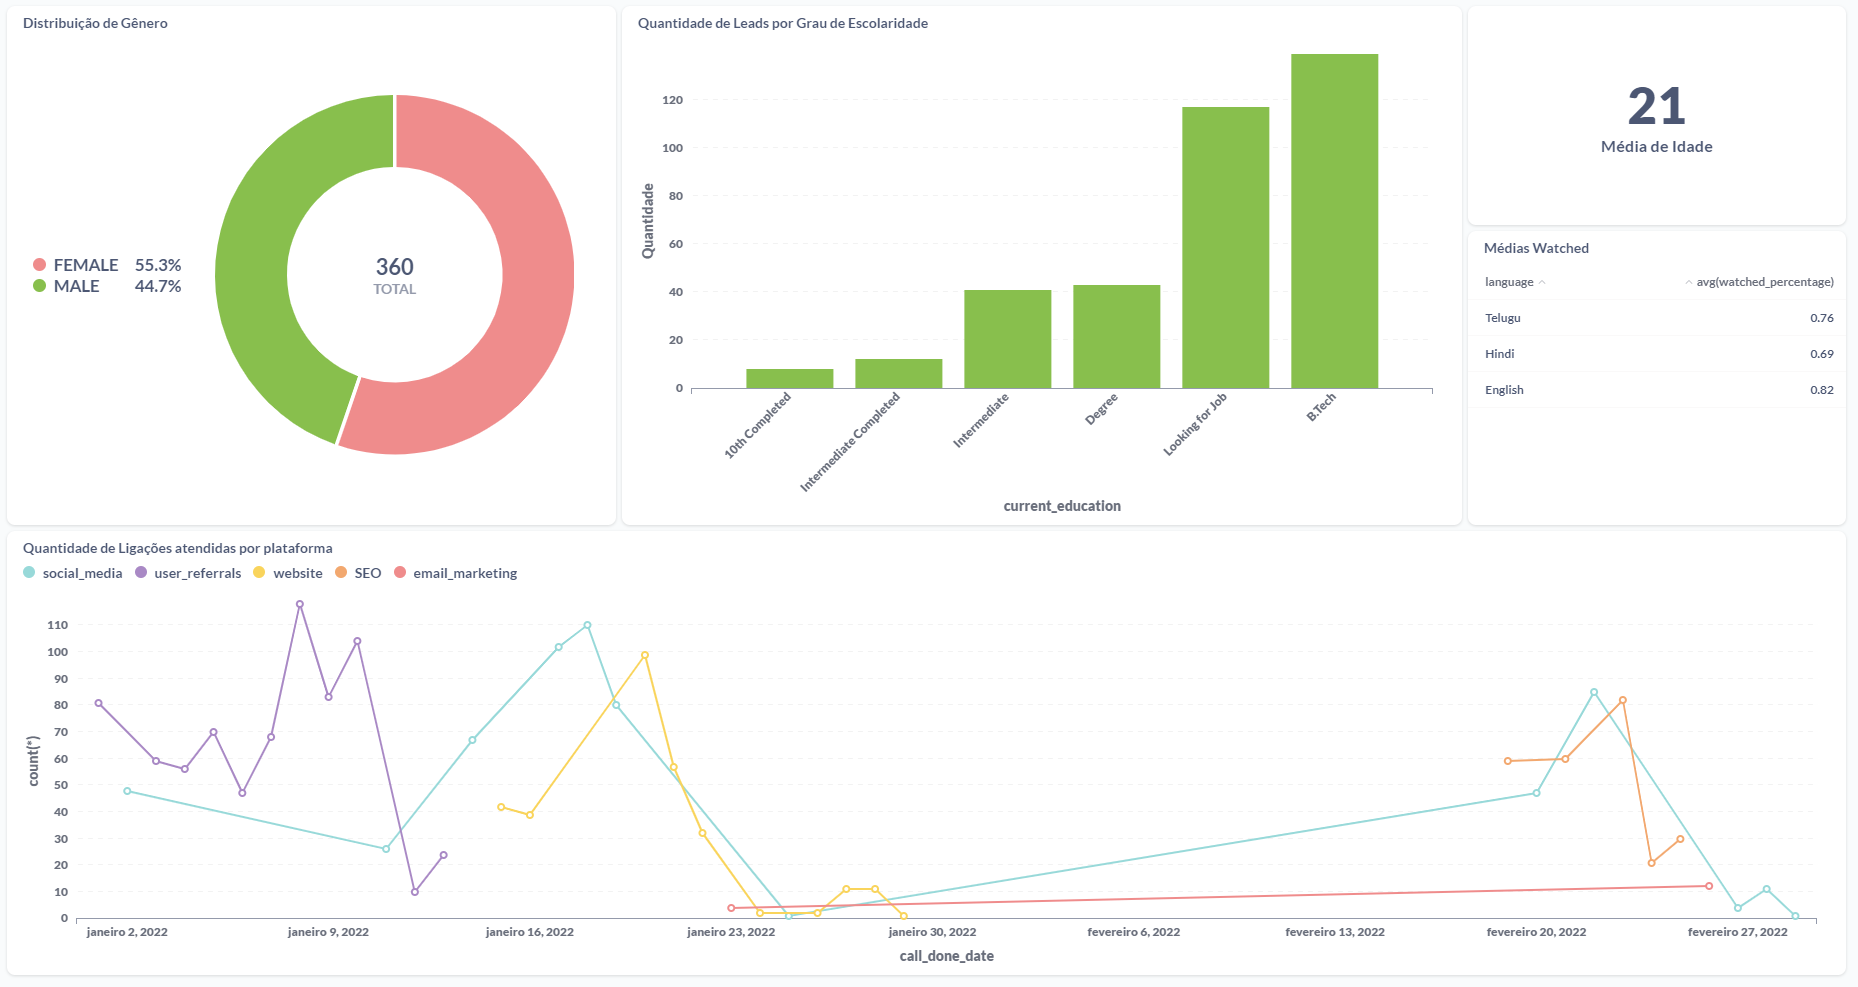 Distribuição de Gênero
FEMALE 55.3%
MALE 44.7%
360
TOTAL
Quantidade de Leads por Grau de Escolaridade
Quantidade
120
100
80
60
40
20
0
10th Completed
Intermediate Completed
Intermediate
Degree
Looking for Job
B.Tech
current_education
21
Média de Idade
Médias Watched
language avg(watched_percentage)
Telugu 0.76
Hindi 0.69
English 0.82
Quantidade de Ligações atendidas por plataforma
social_media user_referrals website SEO email_marketing
count(*)
110
100
90
80
70
60
50
40
30
20
10
0
janeiro 2, 2022 janeiro 9, 2022 janeiro 16, 2022 janeiro 23, 2022 janeiro 30, 2022 fevereiro 6, 2022 fevereiro 13, 2022 fevereiro 20, 2022 fevereiro 27, 2022
call_done_date